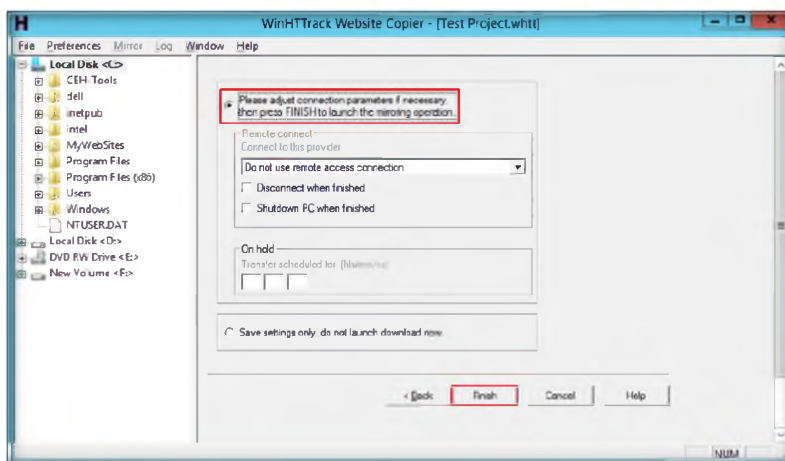 H
WinHTTrack Website Copier - [Test Project.whtt]
File Preferences Mirror Log Window Help
Local Disk <C:>
CEH-Tools
dell
inetpub
Intel
MyWebSites
Program Files
Program Files (x86)
Users
Windows
NTUSER.DAT
Local Disk <D:>
DVD RW Drive <E:>
New Volume <F:>
Please adjust connection parameters if necessary,
then press FINISH to launch the mirroring operation.
Remote connect
Connect to this provider
Do not use remote access connection
Disconnect when finished
Shutdown PC when finished
On hold
Transfer scheduled for:
Save settings only, do not launch download now.
< Back Finish Cancel Help
NUM